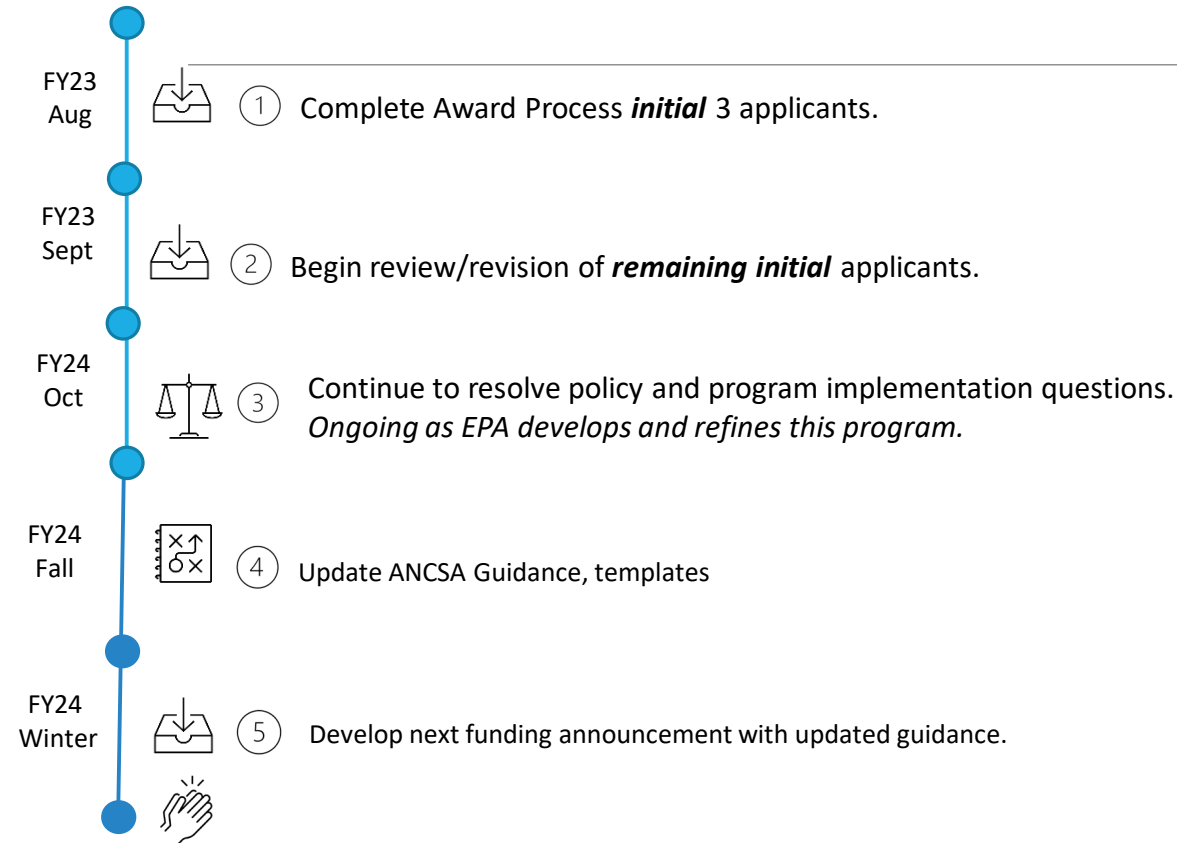 FY23
Aug
1 Complete Award Process initial 3 applicants.
FY23
Sept
2 Begin review/revision of remaining initial applicants.
FY24
Oct
3 Continue to resolve policy and program implementation questions.
Ongoing as EPA develops and refines this program.
FY24
Fall
4 Update ANCSA Guidance, templates
FY24
Winter
5 Develop next funding announcement with updated guidance.